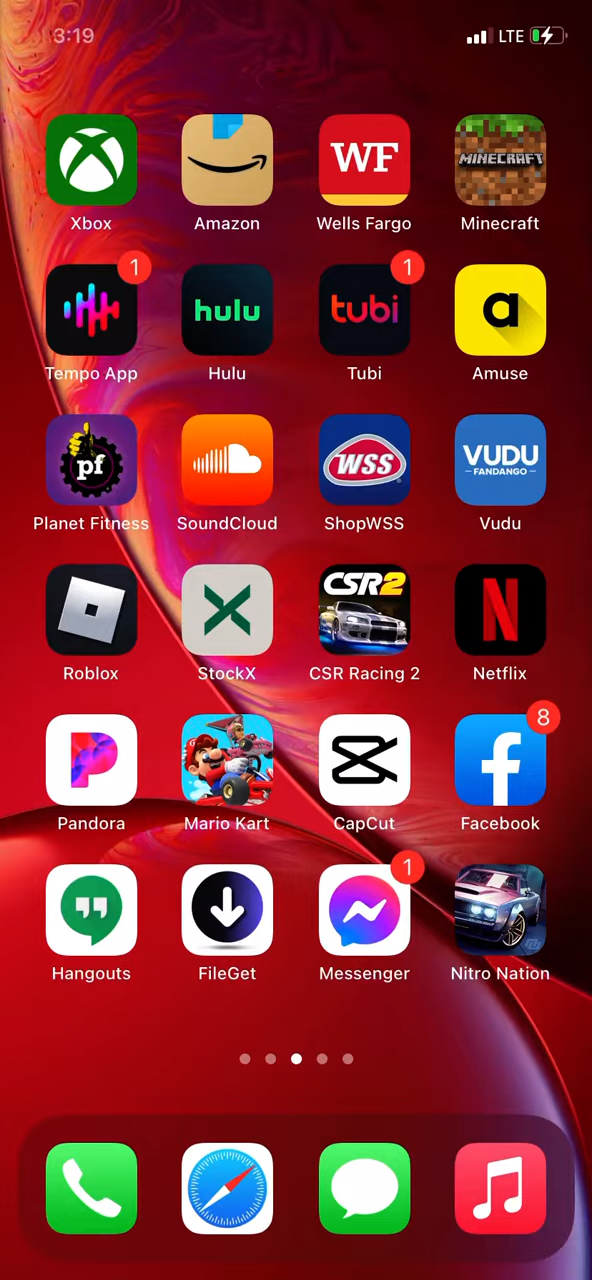 3:19 LTE
WF MINECRAFT
Xbox Amazon Wells Fargo Minecraft
1 1
hulu tubi a
Tempo App Hulu Tubi Amuse
pf WSS VUDU
FANDANGO
Planet Fitness SoundCloud ShopWSS Vudu
CSR2
Roblox StockX CSR Racing 2 Netflix
8
Pandora Mario Kart CapCut Facebook
1
Hangouts FileGet Messenger Nitro Nation